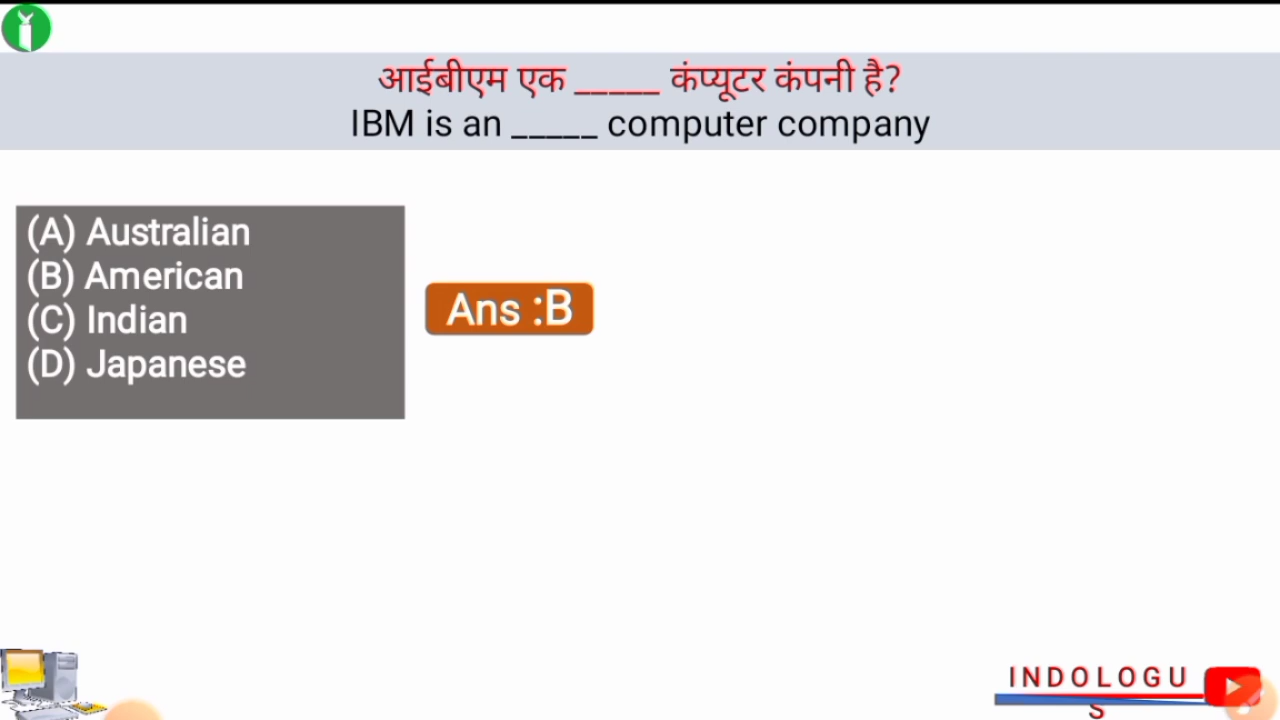 आईबीएम एक _____ कंप्यूटर कंपनी है?
IBM is an _____ computer company
(A) Australian
(B) American
(C) Indian
(D) Japanese
Ans :B
INDOLOGU
S